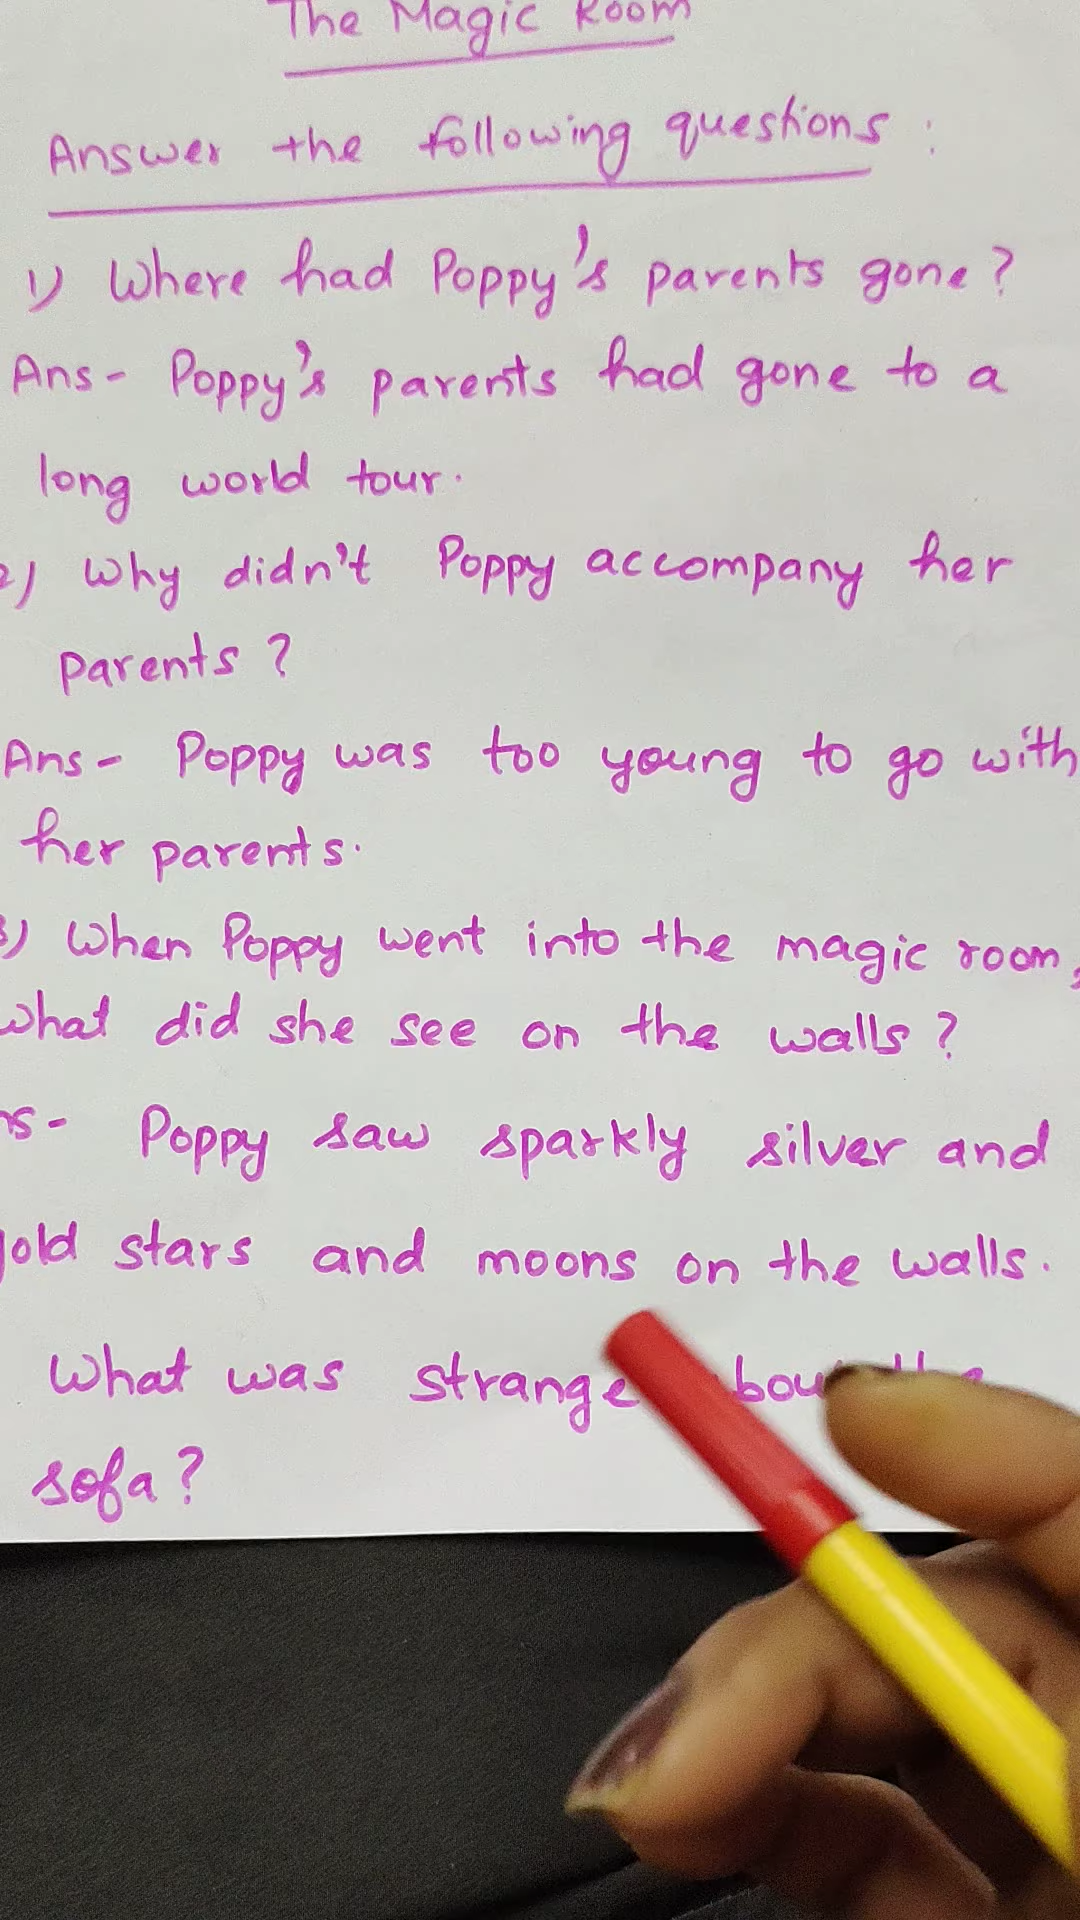 The Magic Room
Answer the following questions :
1) Where had Poppy's parents gone?
Ans- Poppy's parents had gone to a
long world tour.
2) Why didn't Poppy accompany her
parents?
Ans- Poppy was too young to go with
her parents.
3) When Poppy went into the magic room,
what did she see on the walls?
ns- Poppy saw sparkly silver and
gold stars and moons on the walls.
What was strange about the
sofa?